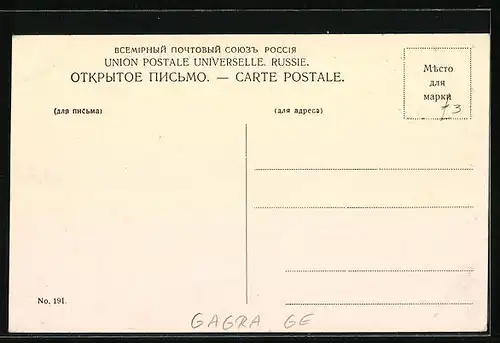 ВСЕМІРНЫЙ ПОЧТОВЫЙ СОЮЗЪ РОССІЯ
UNION POSTALE UNIVERSELLE. RUSSIE.
ОТКРЫТОЕ ПИСЬМО. — CARTE POSTALE.
Мѣсто
для
марки
(для письма)
(для адреса)
No. 191.
GAGRA GE